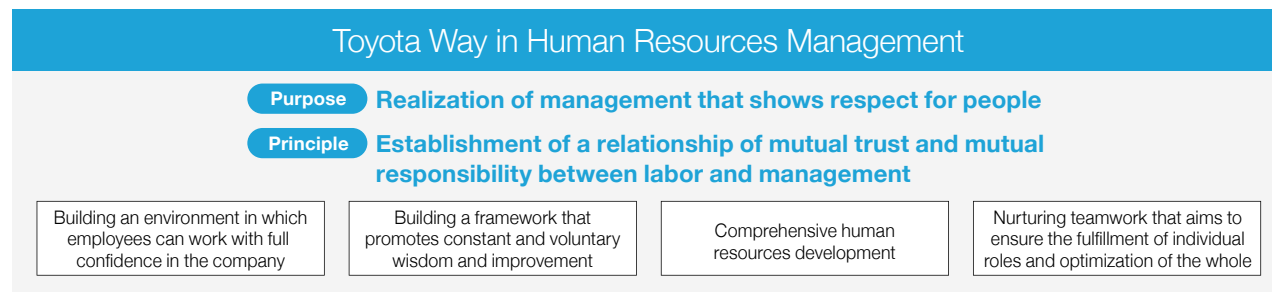 Toyota Way in Human Resources Management
Purpose Realization of management that shows respect for people
Principle Establishment of a relationship of mutual trust and mutual
responsibility between labor and management
Building an environment in which
employees can work with full
confidence in the company
Building a framework that
promotes constant and voluntary
wisdom and improvement
Comprehensive human
resources development
Nurturing teamwork that aims to
ensure the fulfillment of individual
roles and optimization of the whole